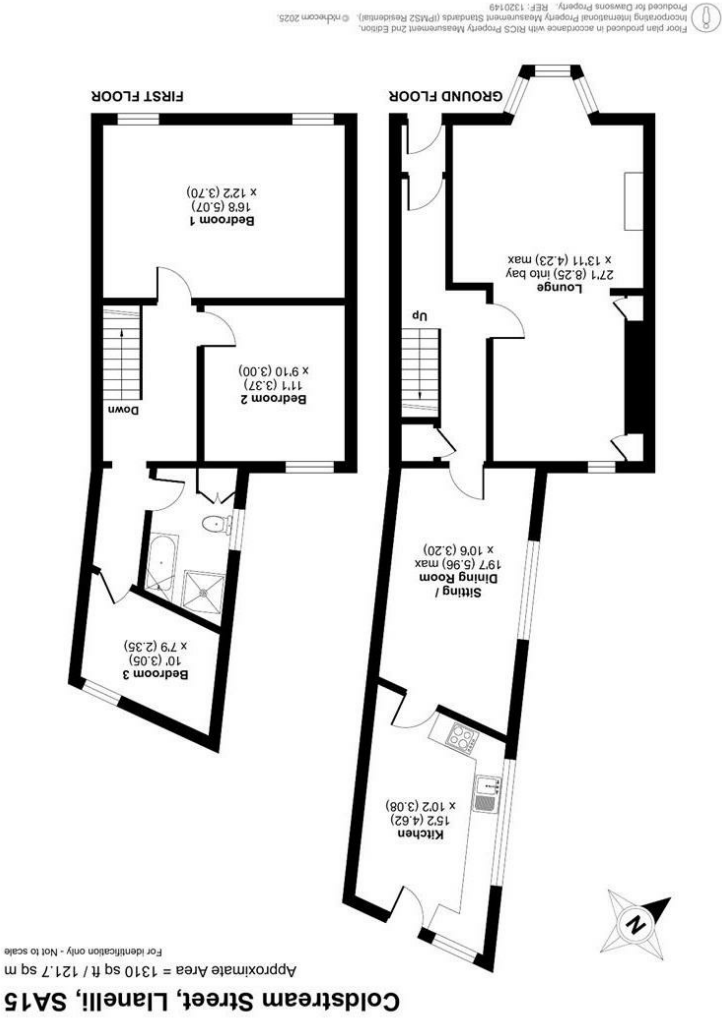 Coldstream Street, Llanelli, SA15
Approximate Area = 1310 sq ft / 121.7 sq m
For identification only - Not to scale
N
Kitchen
15'2 (4.62)
x 10'2 (3.08)
Sitting /
Dining Room
19'7 (5.96) max
x 10'6 (3.20)
Up
Lounge
27'1 (8.25) into bay
x 13'11 (4.23) max
GROUND FLOOR
Bedroom 3
10' (3.05)
x 7'9 (2.35)
Down
Bedroom 2
11'1 (3.37)
x 9'10 (3.00)
Bedroom 1
16'8 (5.07)
x 12'2 (3.70)
FIRST FLOOR
Floor plan produced in accordance with RICS Property Measurement 2nd Edition,
Incorporating International Property Measurement Standards (IPMS2 Residential). © nichecom 2025.
Produced for Dawsons Property. REF: 1320149